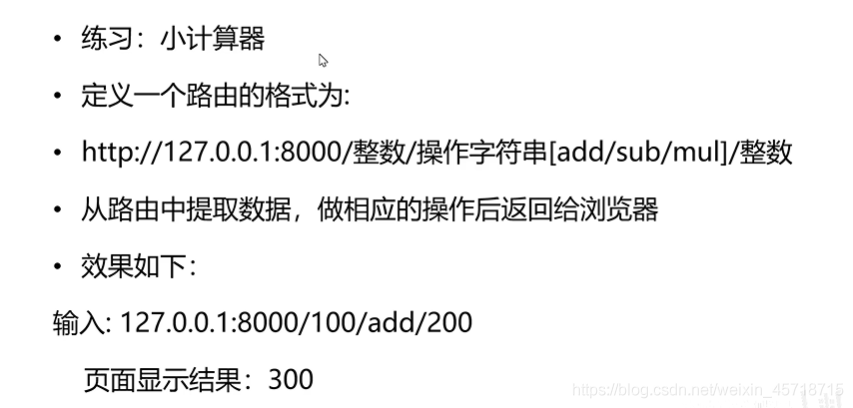 • 练习：小计算器
• 定义一个路由的格式为:
• http://127.0.0.1:8000/整数/操作字符串[add/sub/mul]/整数
• 从路由中提取数据，做相应的操作后返回给浏览器
• 效果如下：
输入: 127.0.0.1:8000/100/add/200
页面显示结果：300
https://blog.csdn.net/weixin_45718715